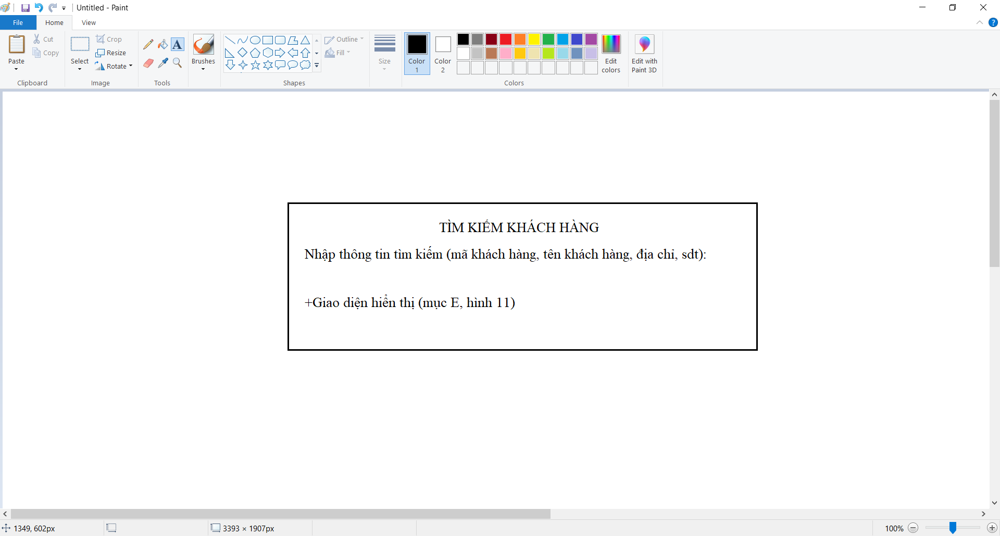 Untitled - Paint
File Home View
Paste
Cut
Copy
Clipboard
Select
Crop
Resize
Rotate
Image
Tools
Brushes
Outline
Fill
Shapes
Size
Color 1
Color 2
Edit colors
Colors
Edit with Paint 3D
TÌM KIẾM KHÁCH HÀNG
Nhập thông tin tìm kiếm (mã khách hàng, tên khách hàng, địa chỉ, sdt):
+Giao diện hiển thị (mục E, hình 11)
1349, 602px
3393 × 1907px
100%